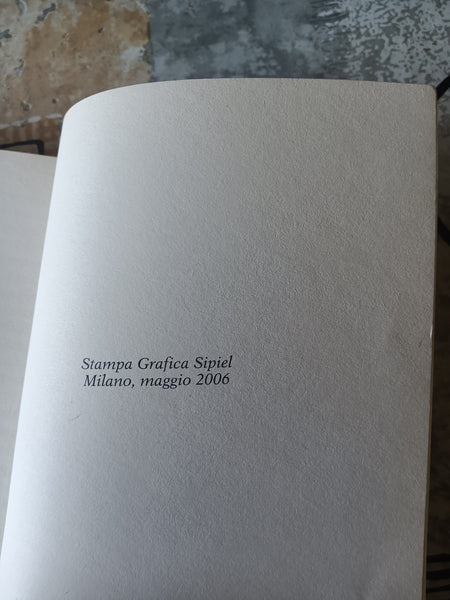 Stampa Grafica Sipiel
Milano, maggio 2006